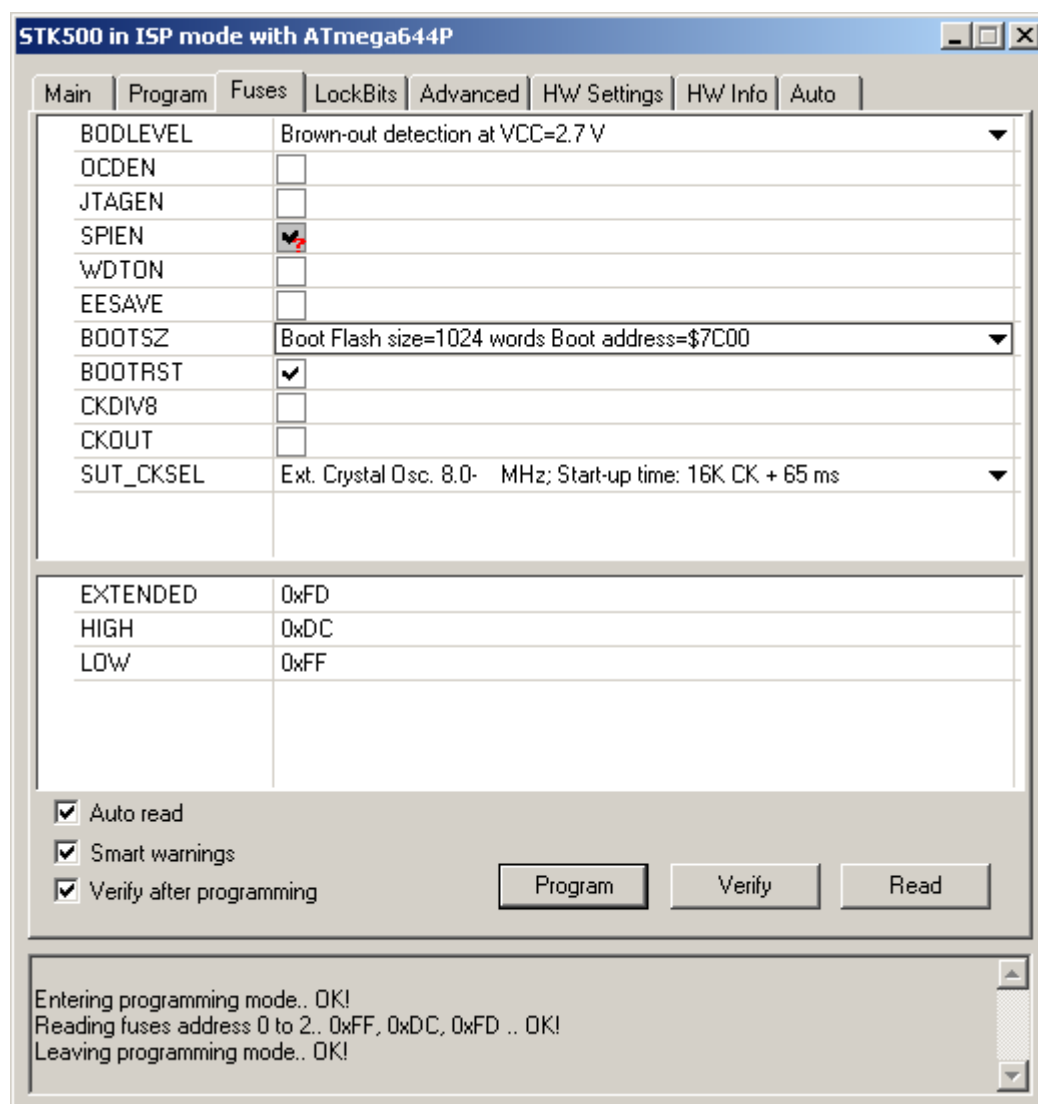 STK500 in ISP mode with ATmega644P
Main Program Fuses LockBits Advanced HW Settings HW Info Auto
BODLEVEL Brown-out detection at VCC=2.7 V
OCDEN
JTAGEN
SPIEN ?
WDTON
EESAVE
BOOTSZ Boot Flash size=1024 words Boot address=$7C00
BOOTRST
CKDIV8
CKOUT
SUT_CKSEL Ext. Crystal Osc. 8.0- MHz; Start-up time: 16K CK + 65 ms
EXTENDED 0xFD
HIGH 0xDC
LOW 0xFF
Auto read
Smart warnings
Verify after programming
Program Verify Read
Entering programming mode.. OK!
Reading fuses address 0 to 2.. 0xFF, 0xDC, 0xFD .. OK!
Leaving programming mode.. OK!